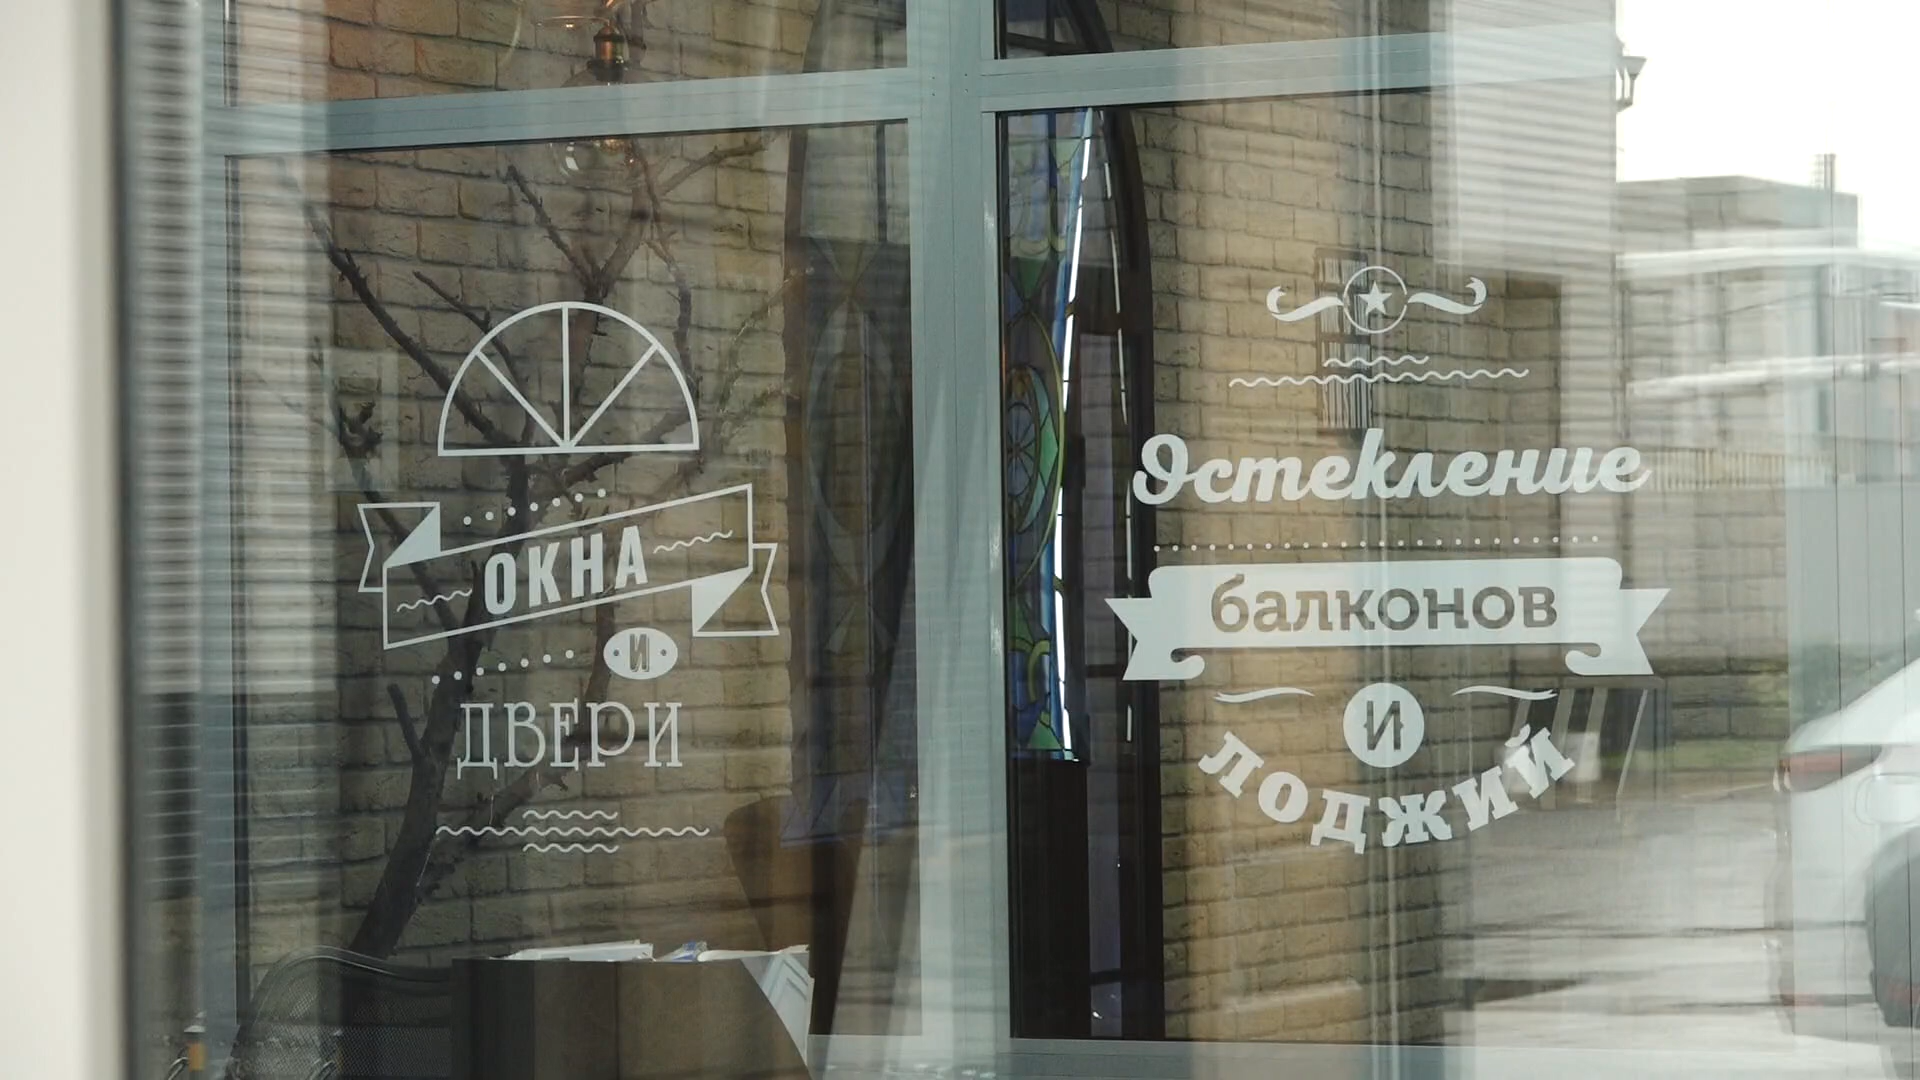 ОКНА
И
ДВЕРИ
Остекление
балконов
И
ЛОДЖИЙ